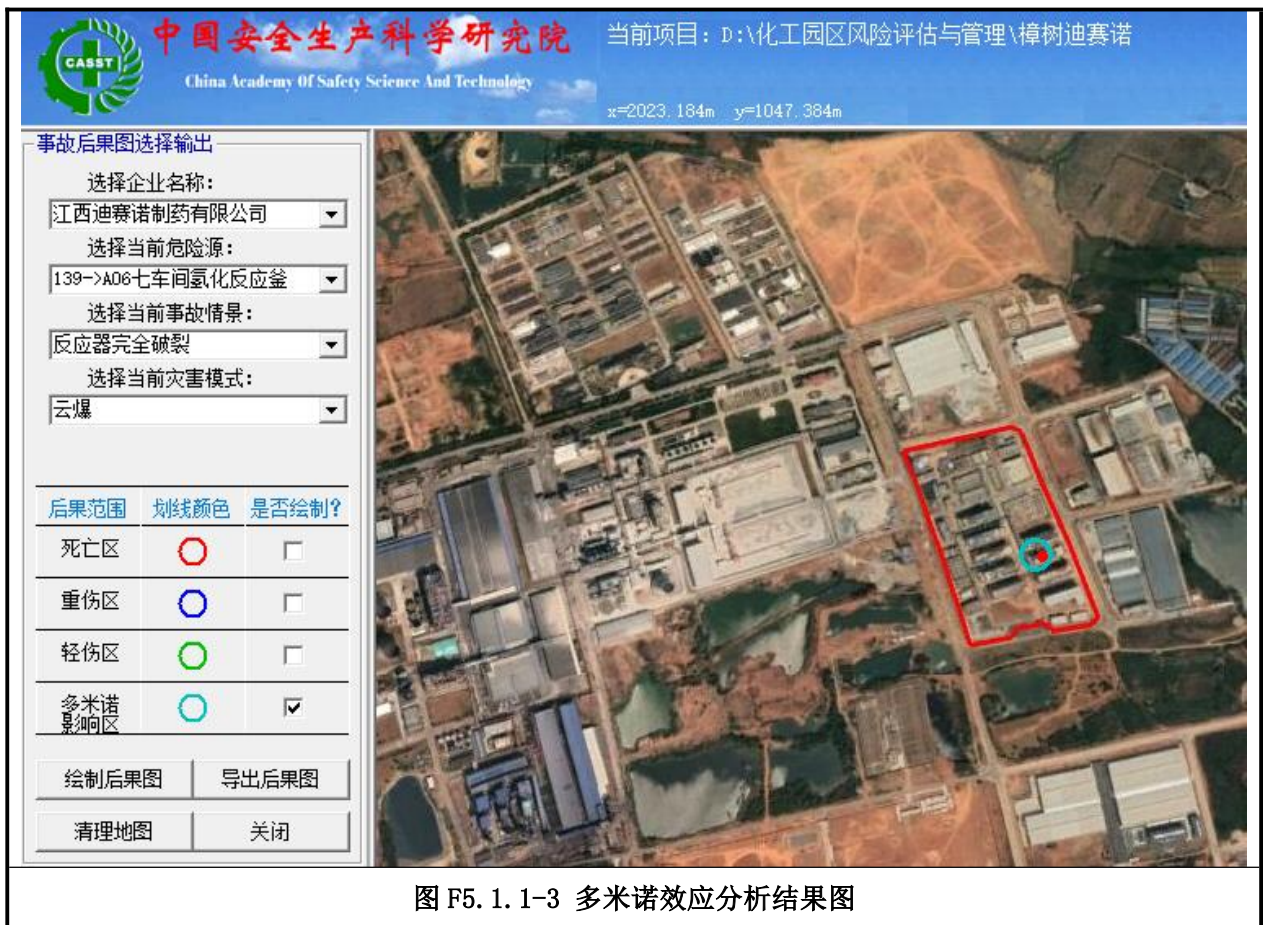 CASST
中国安全生产科学研究院
China Academy Of Safety Science And Technology
当前项目: D:\化工园区风险评估与管理\樟树迪赛诺
x=2023.184m y=1047.384m
事故后果图选择输出
选择企业名称:
江西迪赛诺制药有限公司
选择当前危险源:
139->A06七车间氢化反应釜
选择当前事故情景:
反应器完全破裂
选择当前灾害模式:
云爆
后果范围 划线颜色 是否绘制?
死亡区
重伤区
轻伤区
多米诺
影响区
绘制后果图 导出后果图
清理地图 关闭
图 F5.1.1-3 多米诺效应分析结果图